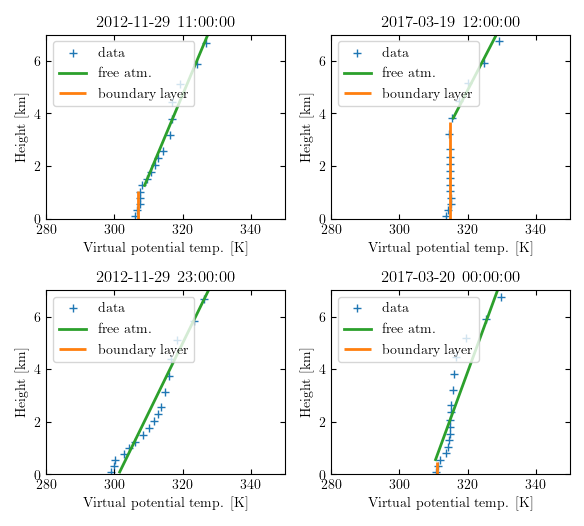 2012-11-29 11:00:00
data
free atm.
boundary layer
Height [km]
6
4
2
0
280 300 320 340
Virtual potential temp. [K]
2017-03-19 12:00:00
data
free atm.
boundary layer
Height [km]
6
4
2
0
280 300 320 340
Virtual potential temp. [K]
2012-11-29 23:00:00
data
free atm.
boundary layer
Height [km]
6
4
2
0
280 300 320 340
Virtual potential temp. [K]
2017-03-20 00:00:00
data
free atm.
boundary layer
Height [km]
6
4
2
0
280 300 320 340
Virtual potential temp. [K]